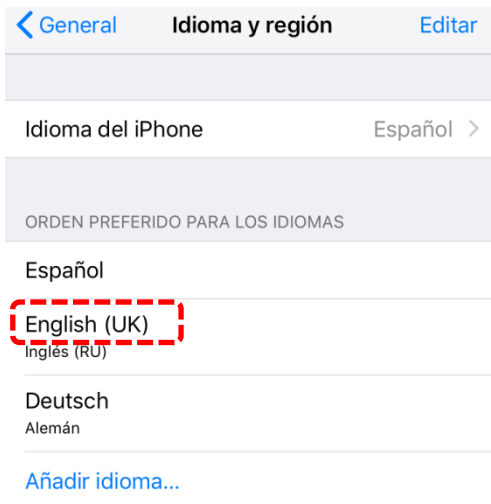 General Idioma y región Editar
Idioma del iPhone Español
ORDEN PREFERIDO PARA LOS IDIOMAS
Español
English (UK)
Inglés (RU)
Deutsch
Alemán
Añadir idioma...